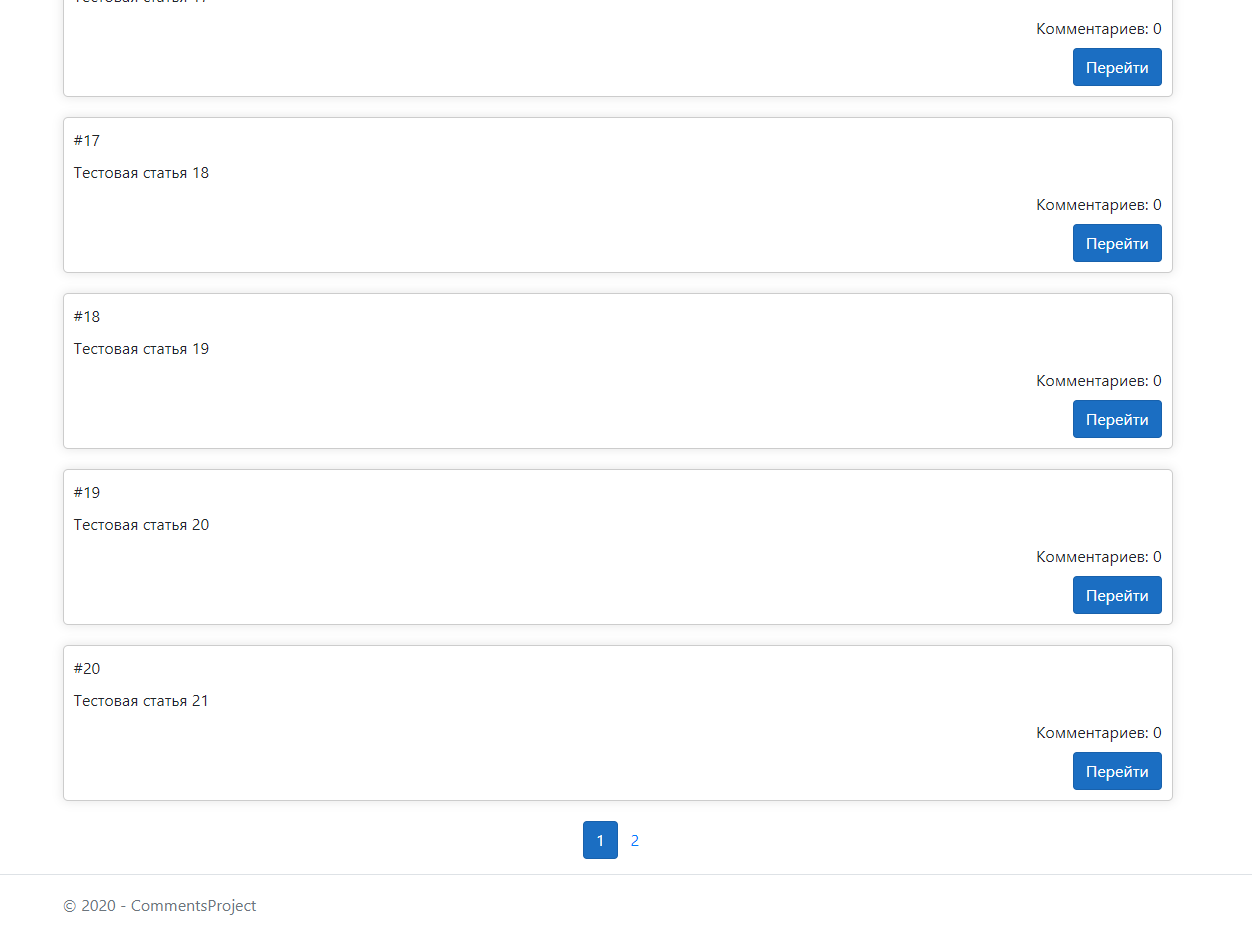 Комментариев: 0
Перейти
#17
Тестовая статья 18
Комментариев: 0
Перейти
#18
Тестовая статья 19
Комментариев: 0
Перейти
#19
Тестовая статья 20
Комментариев: 0
Перейти
#20
Тестовая статья 21
Комментариев: 0
Перейти
1 2
© 2020 - CommentsProject